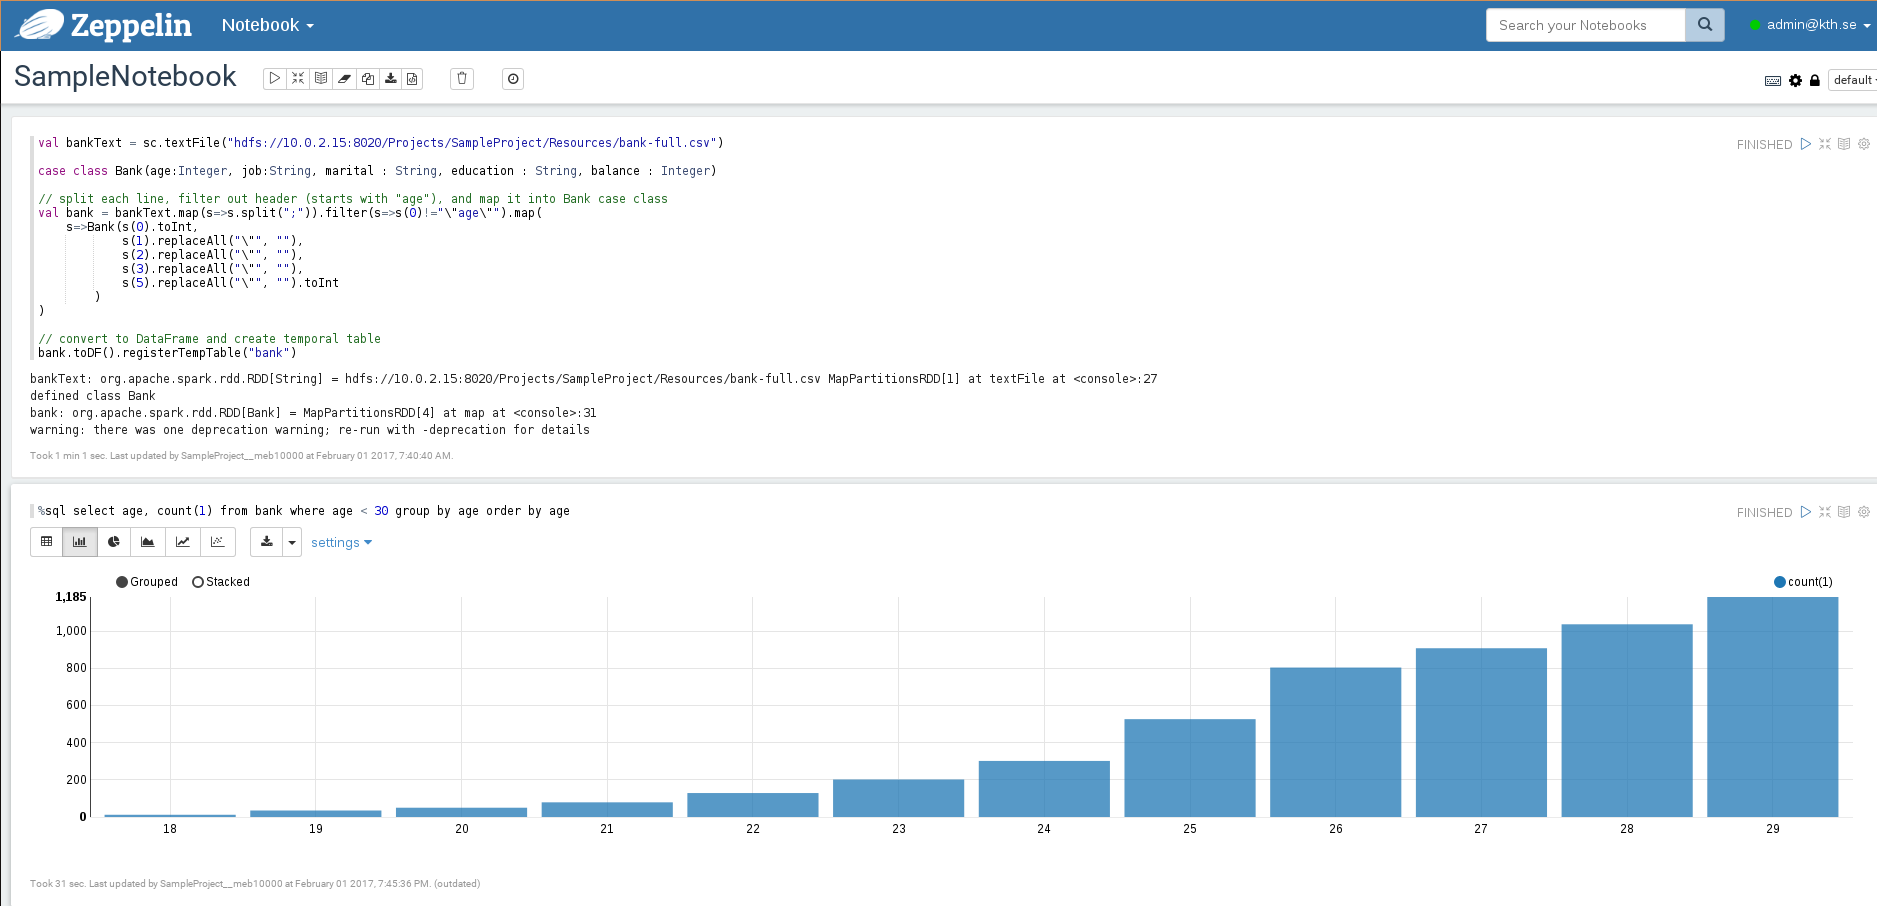 Zeppelin Notebook Search your Notebooks admin@kth.se
SampleNotebook default
val bankText = sc.textFile("hdfs://10.0.2.15:8020/Projects/SampleProject/Resources/bank-full.csv") FINISHED
case class Bank(age:Integer, job:String, marital : String, education : String, balance : Integer)
// split each line, filter out header (starts with "age"), and map it into Bank case class
val bank = bankText.map(s=>s.split(";")).filter(s=>s(0)!="\"age\"").map(
s=>Bank(s(0).toInt,
s(1).replaceAll("\"", ""),
s(2).replaceAll("\"", ""),
s(3).replaceAll("\"", ""),
s(5).replaceAll("\"", "").toInt
)
)
// convert to DataFrame and create temporal table
bank.toDF().registerTempTable("bank")
bankText: org.apache.spark.rdd.RDD[String] = hdfs://10.0.2.15:8020/Projects/SampleProject/Resources/bank-full.csv MapPartitionsRDD[1] at textFile at <console>:27
defined class Bank
bank: org.apache.spark.rdd.RDD[Bank] = MapPartitionsRDD[4] at map at <console>:31
warning: there was one deprecation warning; re-run with -deprecation for details
Took 1 min 1 sec. Last updated by SampleProject__meb10000 at February 01 2017, 7:40:40 AM.
%sql select age, count(1) from bank where age < 30 group by age order by age FINISHED
settings
Grouped Stacked count(1)
1,185
1,000
800
600
400
200
0
18 19 20 21 22 23 24 25 26 27 28 29
Took 31 sec. Last updated by SampleProject__meb10000 at February 01 2017, 7:45:36 PM. (outdated)